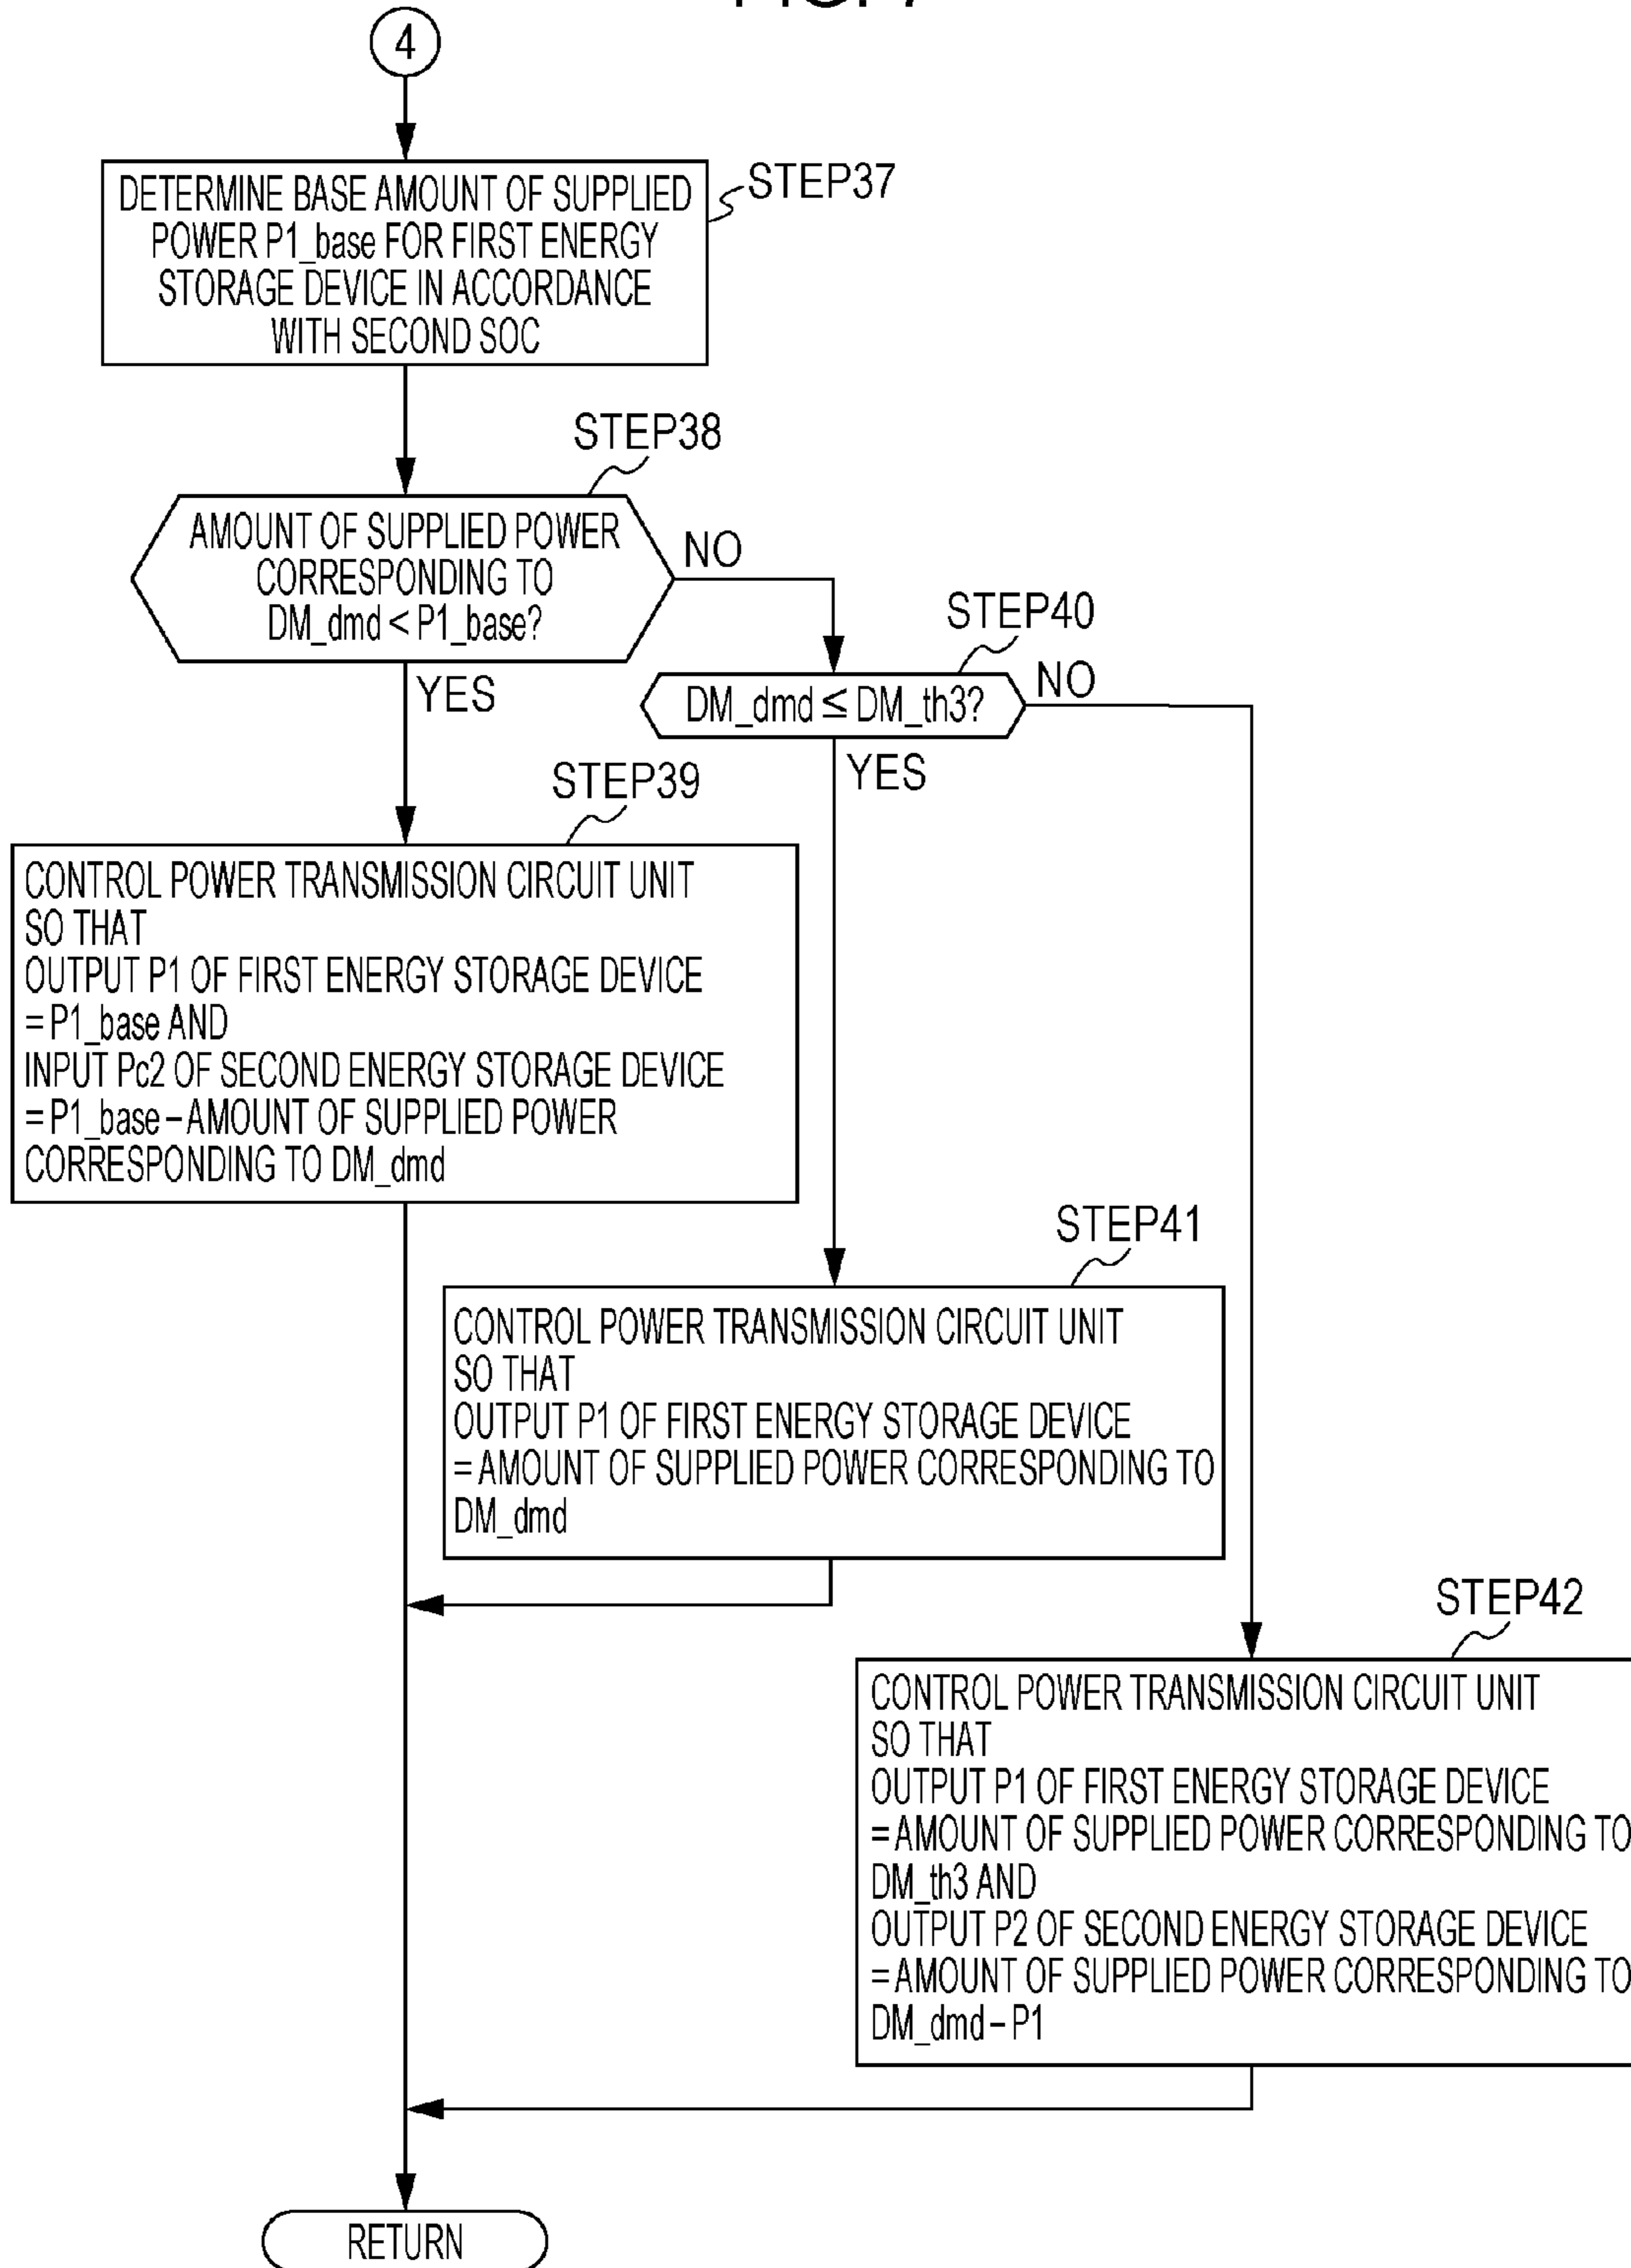 4
DETERMINE BASE AMOUNT OF SUPPLIED
POWER P1_base FOR FIRST ENERGY
STORAGE DEVICE IN ACCORDANCE
WITH SECOND SOC
STEP37
STEP38
AMOUNT OF SUPPLIED POWER
CORRESPONDING TO
DM_dmd < P1_base?
NO
YES
STEP40
DM_dmd ≤ DM_th3?
NO
YES
STEP39
CONTROL POWER TRANSMISSION CIRCUIT UNIT
SO THAT
OUTPUT P1 OF FIRST ENERGY STORAGE DEVICE
= P1_base AND
INPUT Pc2 OF SECOND ENERGY STORAGE DEVICE
= P1_base – AMOUNT OF SUPPLIED POWER
CORRESPONDING TO DM_dmd
STEP41
CONTROL POWER TRANSMISSION CIRCUIT UNIT
SO THAT
OUTPUT P1 OF FIRST ENERGY STORAGE DEVICE
= AMOUNT OF SUPPLIED POWER CORRESPONDING TO
DM_dmd
STEP42
CONTROL POWER TRANSMISSION CIRCUIT UNIT
SO THAT
OUTPUT P1 OF FIRST ENERGY STORAGE DEVICE
= AMOUNT OF SUPPLIED POWER CORRESPONDING TO
DM_th3 AND
OUTPUT P2 OF SECOND ENERGY STORAGE DEVICE
= AMOUNT OF SUPPLIED POWER CORRESPONDING TO
DM_dmd – P1
RETURN